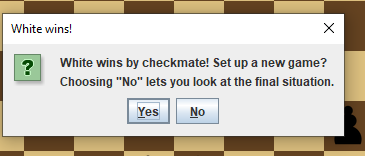 White wins!
White wins by checkmate! Set up a new game?
Choosing "No" lets you look at the final situation.
Yes No